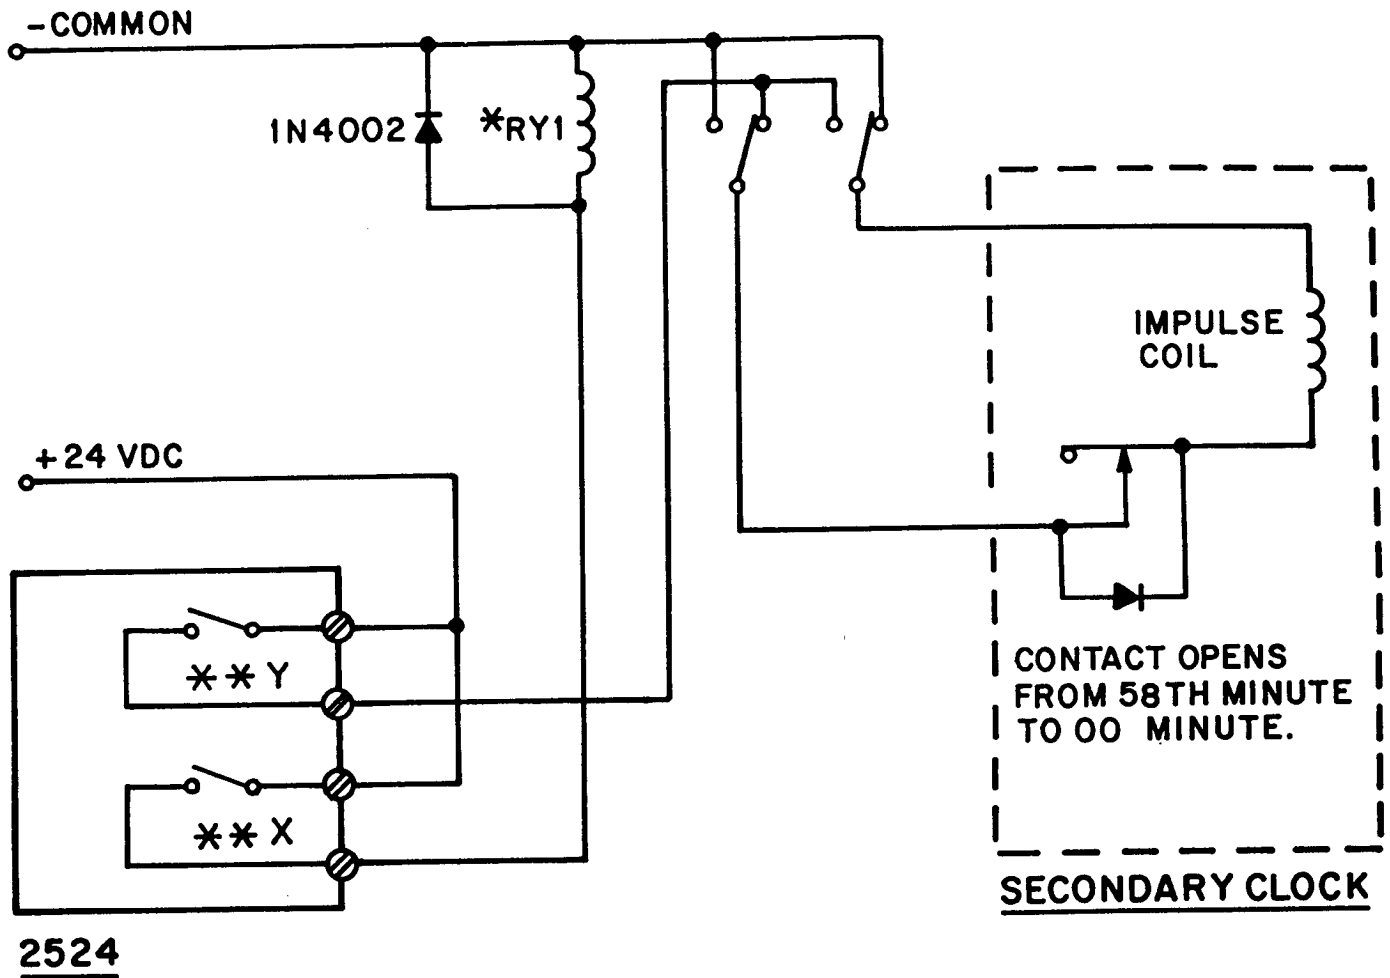 -COMMON
1N4002
*RY1
IMPULSE
COIL
+24 VDC
**Y
**X
CONTACT OPENS
FROM 58TH MINUTE
TO 00 MINUTE.
SECONDARY CLOCK
2524